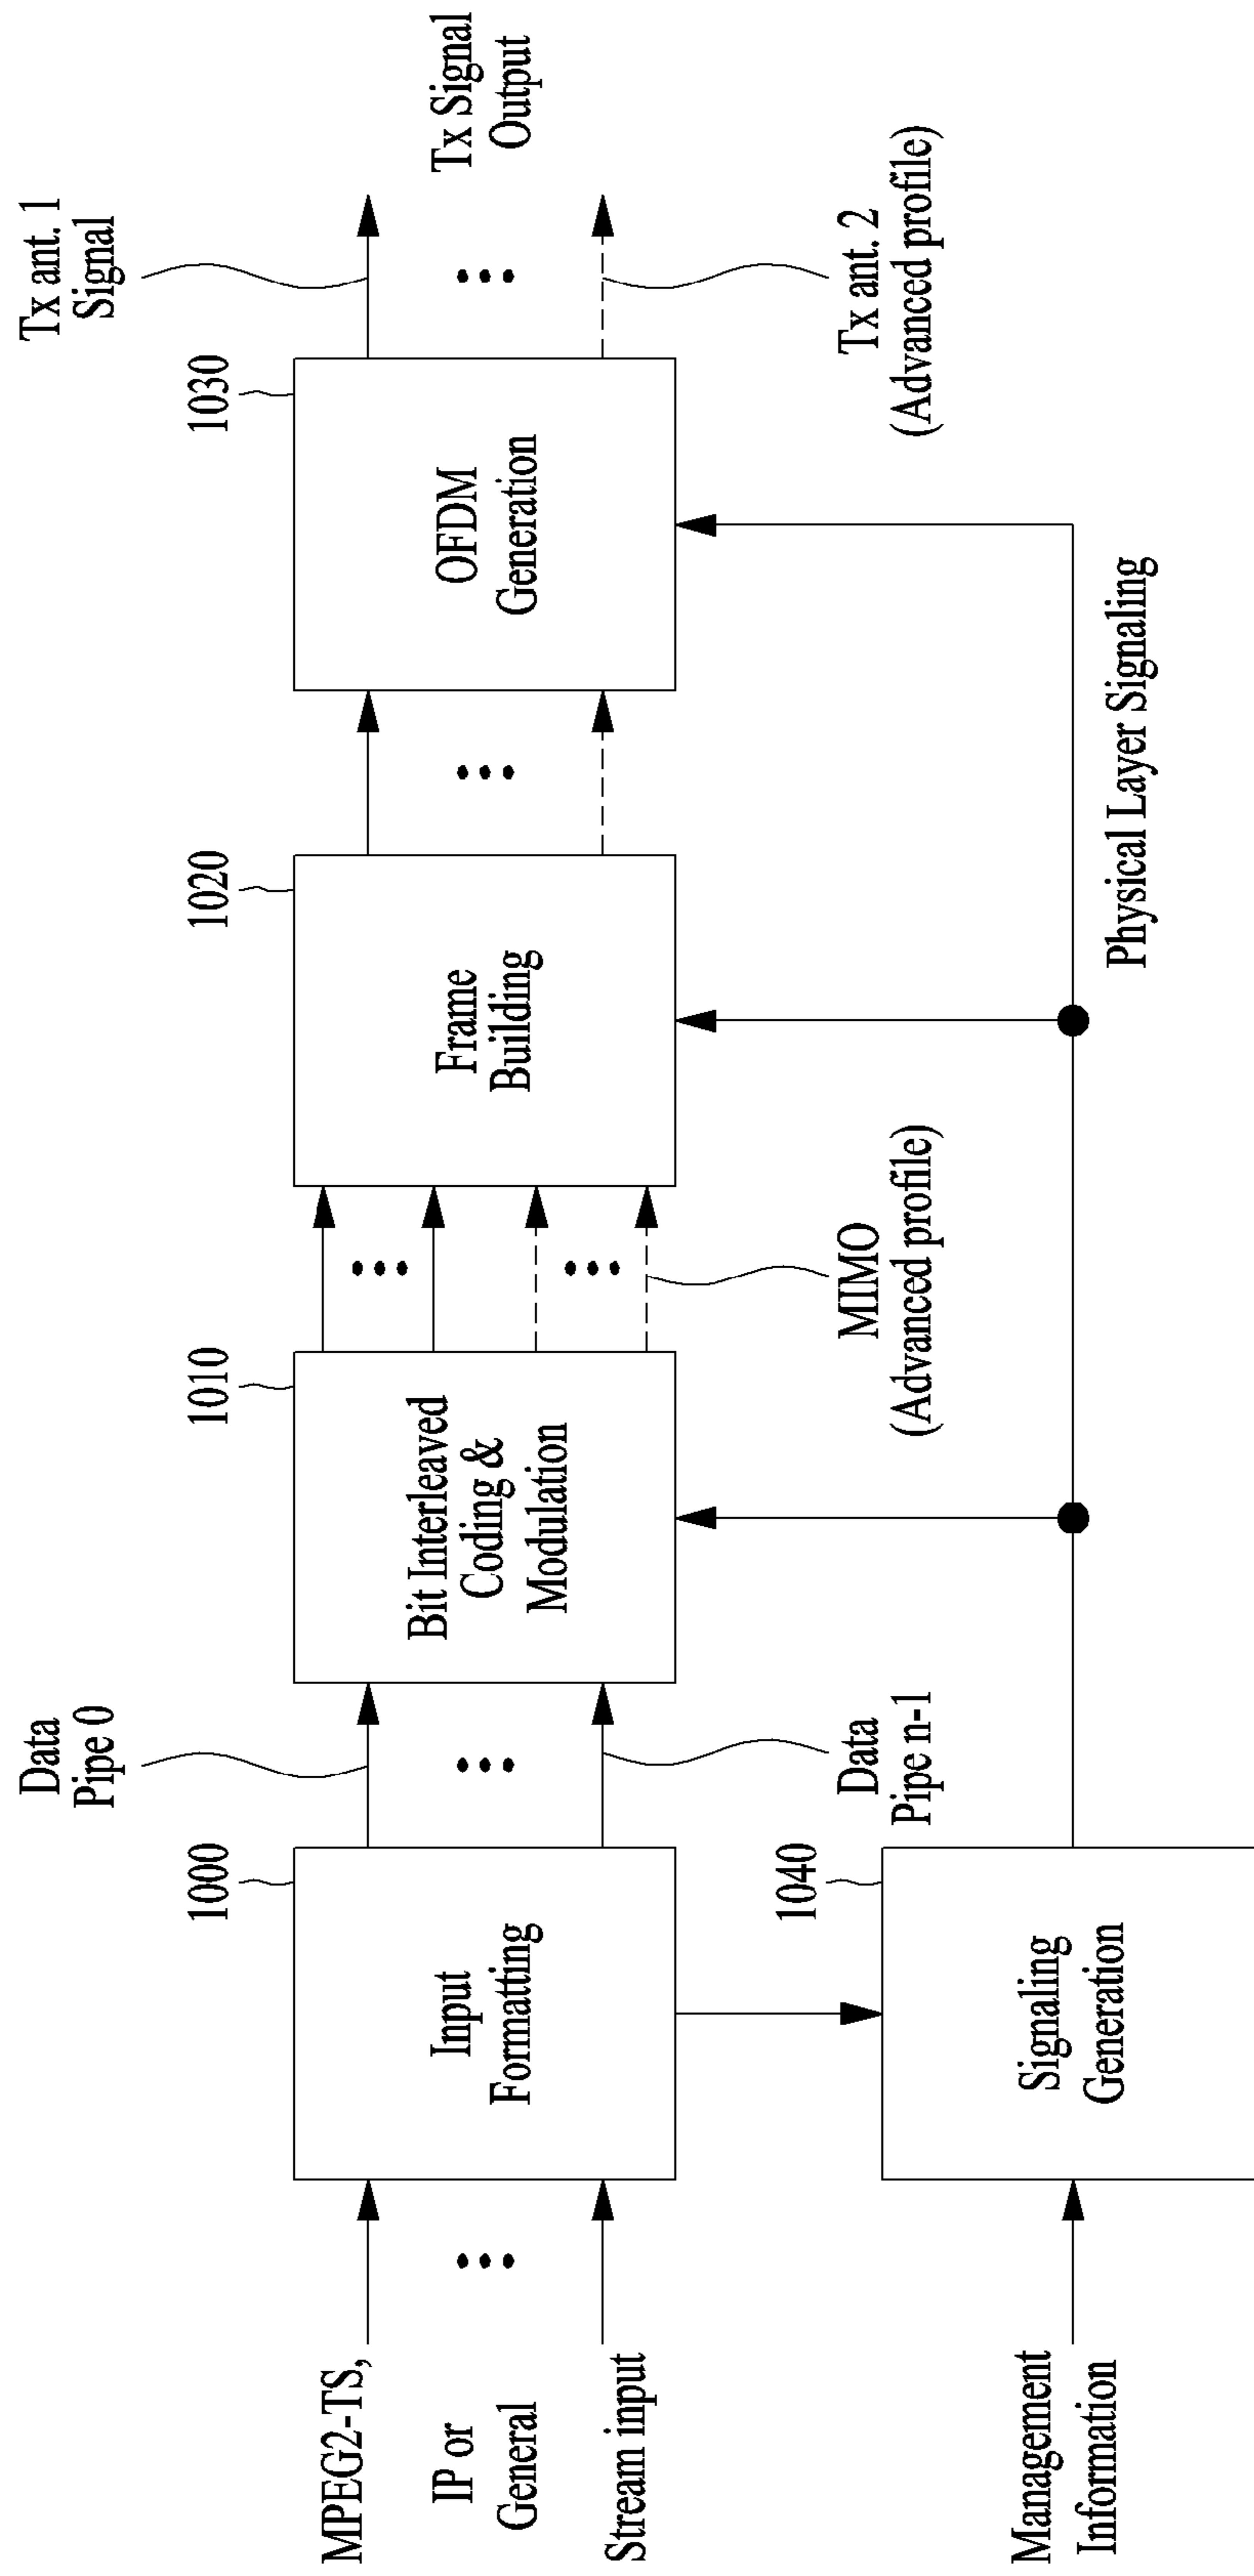 MPEG2-TS,
IP or
General
Stream input
Management
Information
1000
Input
Formatting
1040
Signaling
Generation
Data
Pipe 0
Data
Pipe n-1
1010
Bit Interleaved
Coding &
Modulation
MIMO
(Advanced profile)
1020
Frame
Building
Physical Layer Signaling
1030
OFDM
Generation
Tx ant. 1
Signal
Tx Signal
Output
Tx ant. 2
(Advanced profile)